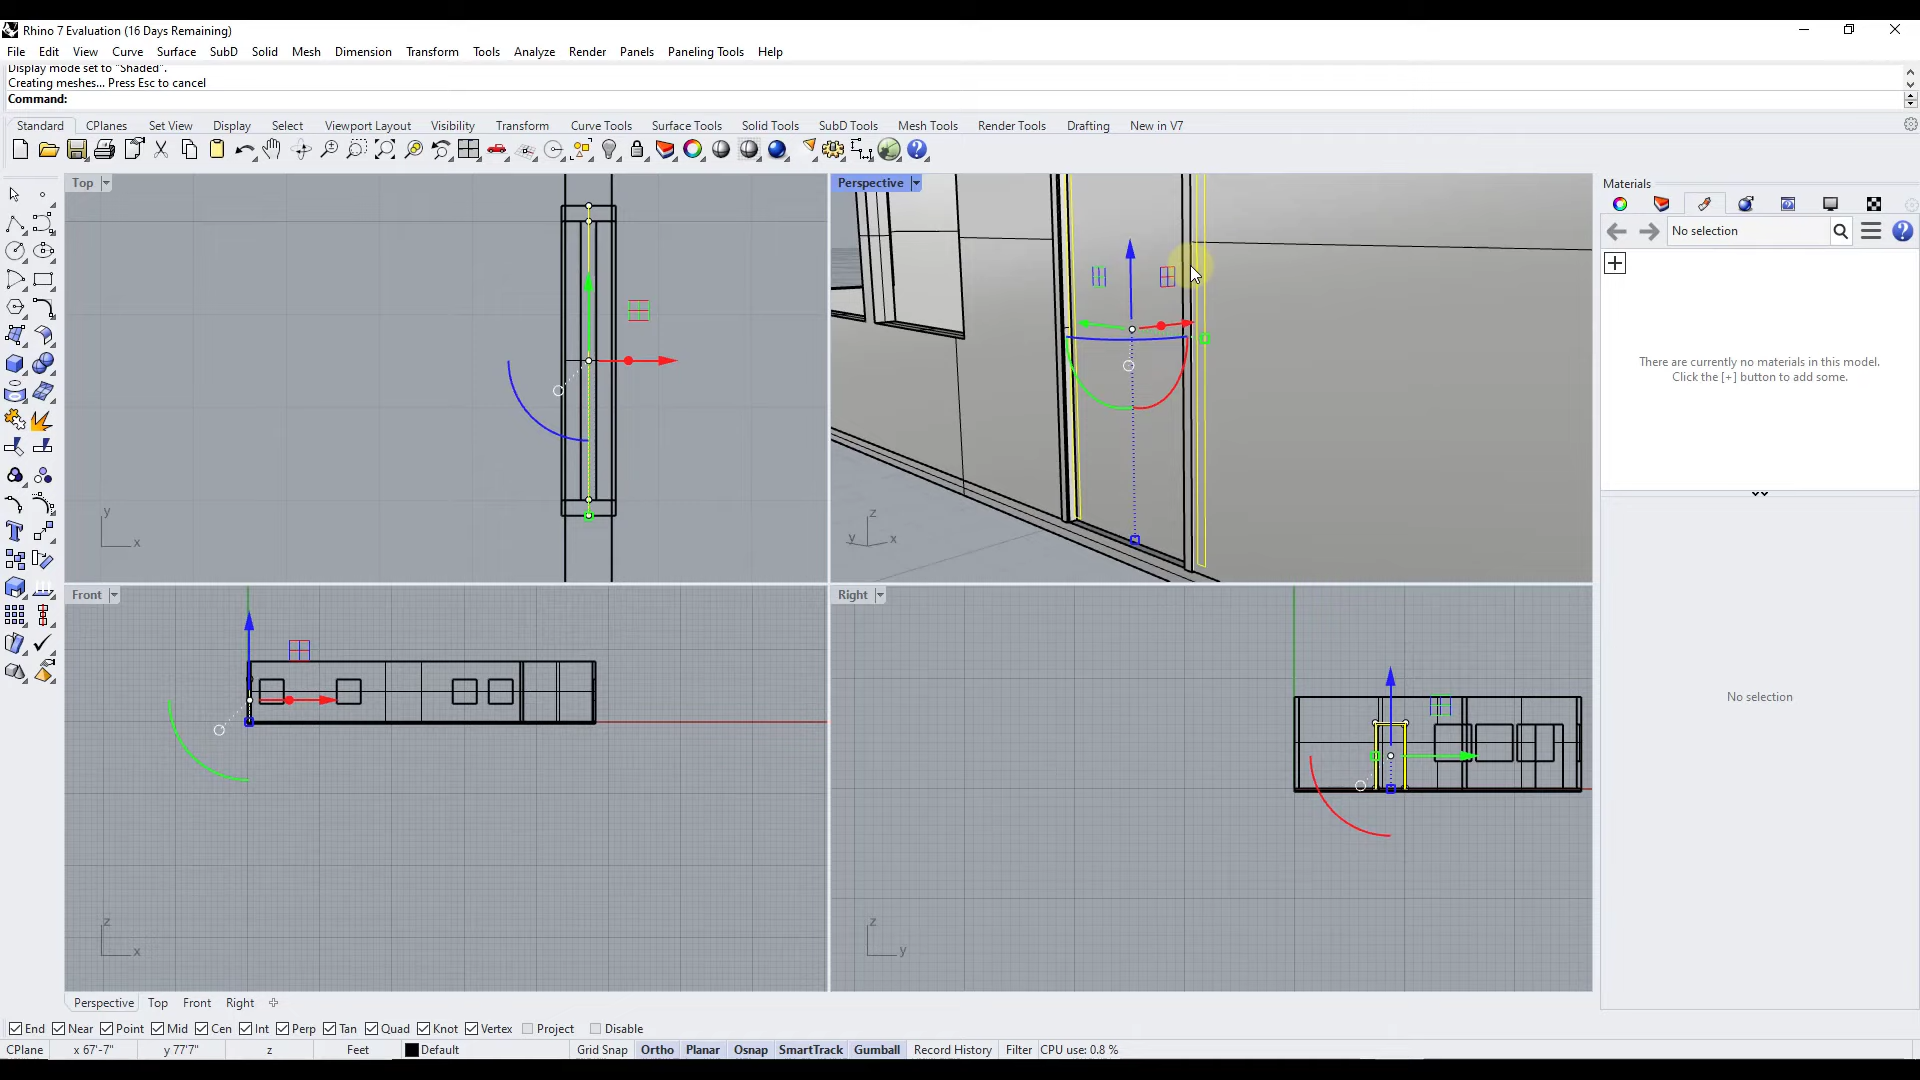 Rhino 7 Evaluation (16 Days Remaining)
File Edit View Curve Surface SubD Solid Mesh Dimension Transform Tools Analyze Render Panels Paneling Tools Help
Display mode set to "Shaded".
Creating meshes... Press Esc to cancel
Command:
Standard CPlanes Set View Display Select Viewport Layout Visibility Transform Curve Tools Surface Tools Solid Tools SubD Tools Mesh Tools Render Tools Drafting New in V7
Top
Perspective
Materials
No selection
There are currently no materials in this model.
Click the [+] button to add some.
y
x
z
y
x
Front
Right
No selection
z
x
z
y
Perspective Top Front Right
End Near Point Mid Cen Int Perp Tan Quad Knot Vertex Project Disable
CPlane x 67'-7" y 77'7" z Feet Default Grid Snap Ortho Planar Osnap SmartTrack Gumball Record History Filter CPU use: 0.8 %